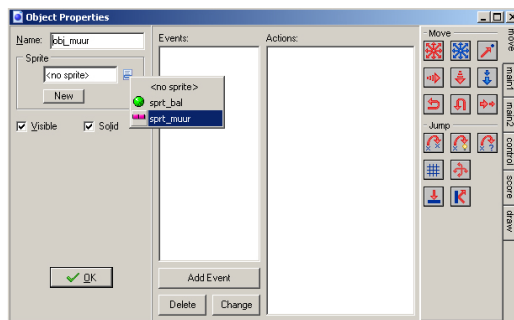 Object Properties
Name: obj_muur
Sprite
<no sprite>
New
Visible
Solid
OK
Events:
Add Event
Delete
Change
Actions:
<no sprite>
sprt_bal
sprt_muur
Move
Jump
move
main1
main2
control
score
draw